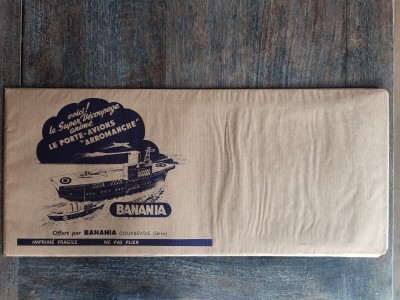 voici!
le Super Découpage
animé
LE PORTE-AVIONS
"ARROMANCHE"
BANANIA
Offert par BANANIA COURBEVOIE (Seine)
IMPRIMÉ FRAGILE NE PAS PLIER